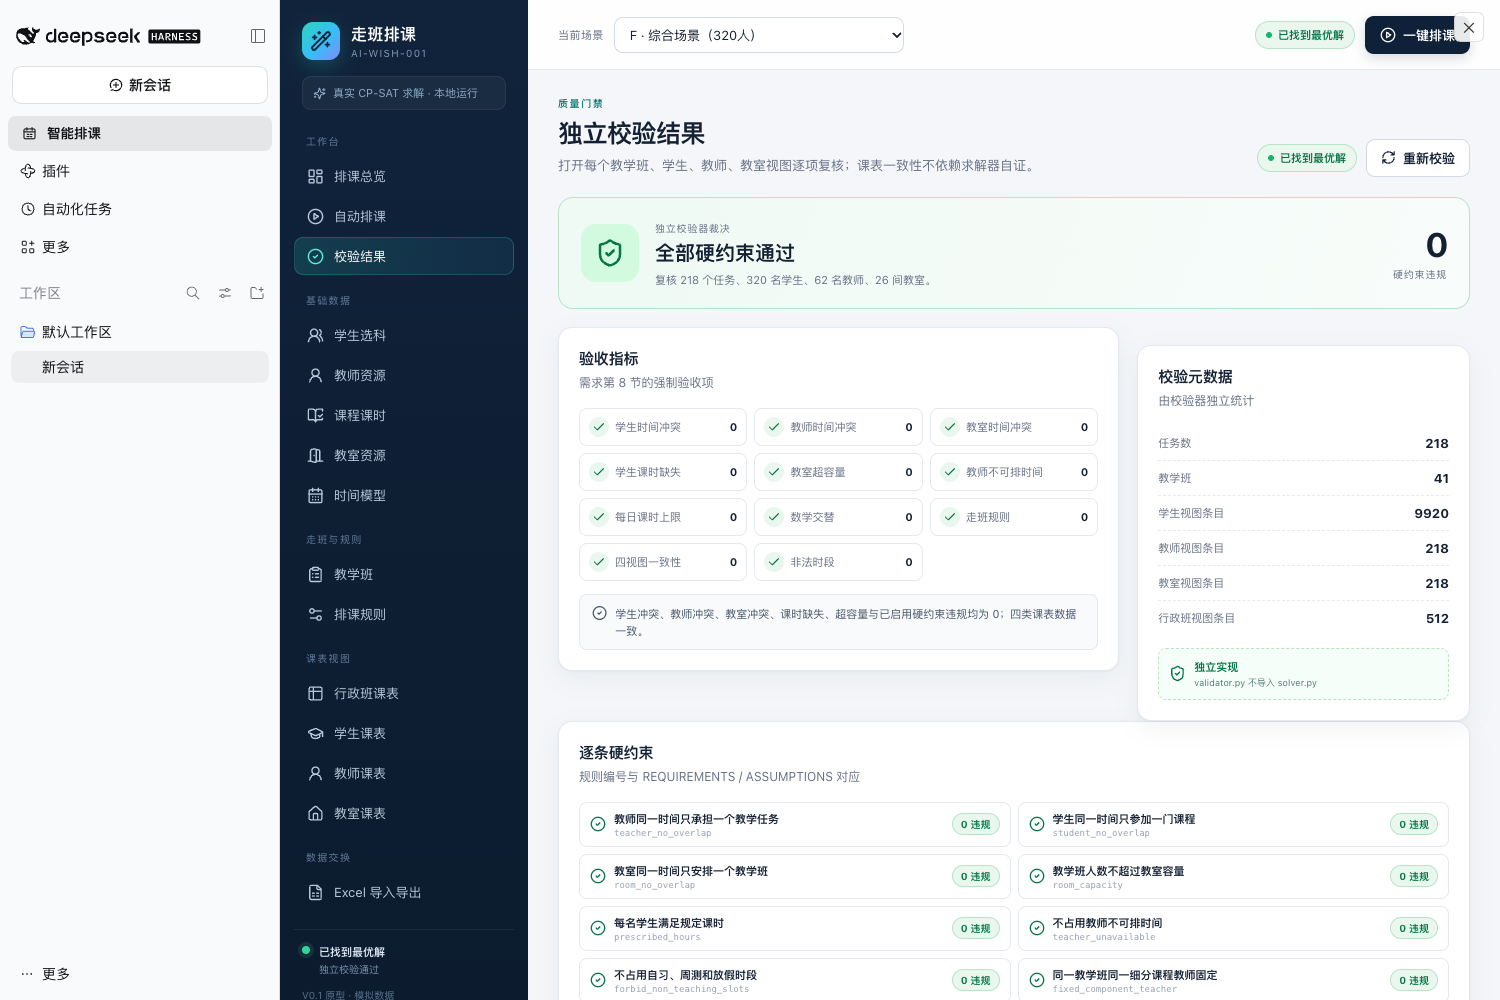 deepseek HARNESS
新会话
智能排课
插件
自动化任务
更多
工作区
默认工作区
新会话
更多
走班排课
AI-WISH-001
真实 CP-SAT 求解 · 本地运行
工作台
排课总览
自动排课
校验结果
基础数据
学生选科
教师资源
课程课时
教室资源
时间模型
走班与规则
教学班
排课规则
课表视图
行政班课表
学生课表
教师课表
教室课表
数据交换
Excel 导入导出
已找到最优解
独立校验通过
V0.1 原型 · 模拟数据
当前场景
F · 综合场景（320人）
已找到最优解
一键排课
质量门禁
独立校验结果
打开每个教学班、学生、教师、教室视图逐项复核；课表一致性不依赖求解器自证。
已找到最优解
重新校验
独立校验器裁决
全部硬约束通过
复核 218 个任务、320 名学生、62 名教师、26 间教室。
0
硬约束违规
验收指标
需求第 8 节的强制验收项
学生时间冲突 0
教师时间冲突 0
教室时间冲突 0
学生课时缺失 0
教室超容量 0
教师不可排时间 0
每日课时上限 0
数学交替 0
走班规则 0
四视图一致性 0
非法时段 0
学生冲突、教师冲突、教室冲突、课时缺失、超容量与已启用硬约束违规均为 0；四类课表数据
一致。
校验元数据
由校验器独立统计
任务数 218
教学班 41
学生视图条目 9920
教师视图条目 218
教室视图条目 218
行政班视图条目 512
独立实现
validator.py 不导入 solver.py
逐条硬约束
规则编号与 REQUIREMENTS / ASSUMPTIONS 对应
教师同一时间只承担一个教学任务
teacher_no_overlap
0 违规
学生同一时间只参加一门课程
student_no_overlap
0 违规
教室同一时间只安排一个教学班
room_no_overlap
0 违规
教学班人数不超过教室容量
room_capacity
0 违规
每名学生满足规定课时
prescribed_hours
0 违规
不占用教师不可排时间
teacher_unavailable
0 违规
不占用自习、周测和放假时段
forbid_non_teaching_slots
0 违规
同一教学班同一细分课程教师固定
fixed_component_teacher
0 违规